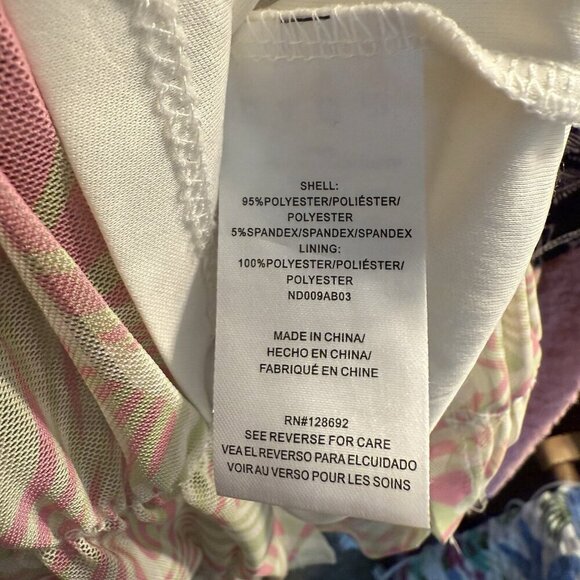 SHELL:
95%POLYESTER/POLIÉSTER/
POLYESTER
5%SPANDEX/SPANDEX/SPANDEX
LINING:
100%POLYESTER/POLIÉSTER/
POLYESTER
ND009AB03
MADE IN CHINA/
HECHO EN CHINA/
FABRIQUÉ EN CHINE
RN#128692
SEE REVERSE FOR CARE
VEA EL REVERSO PARA ELCUIDADO
VOIR AU VERSO POUR LES SOINS